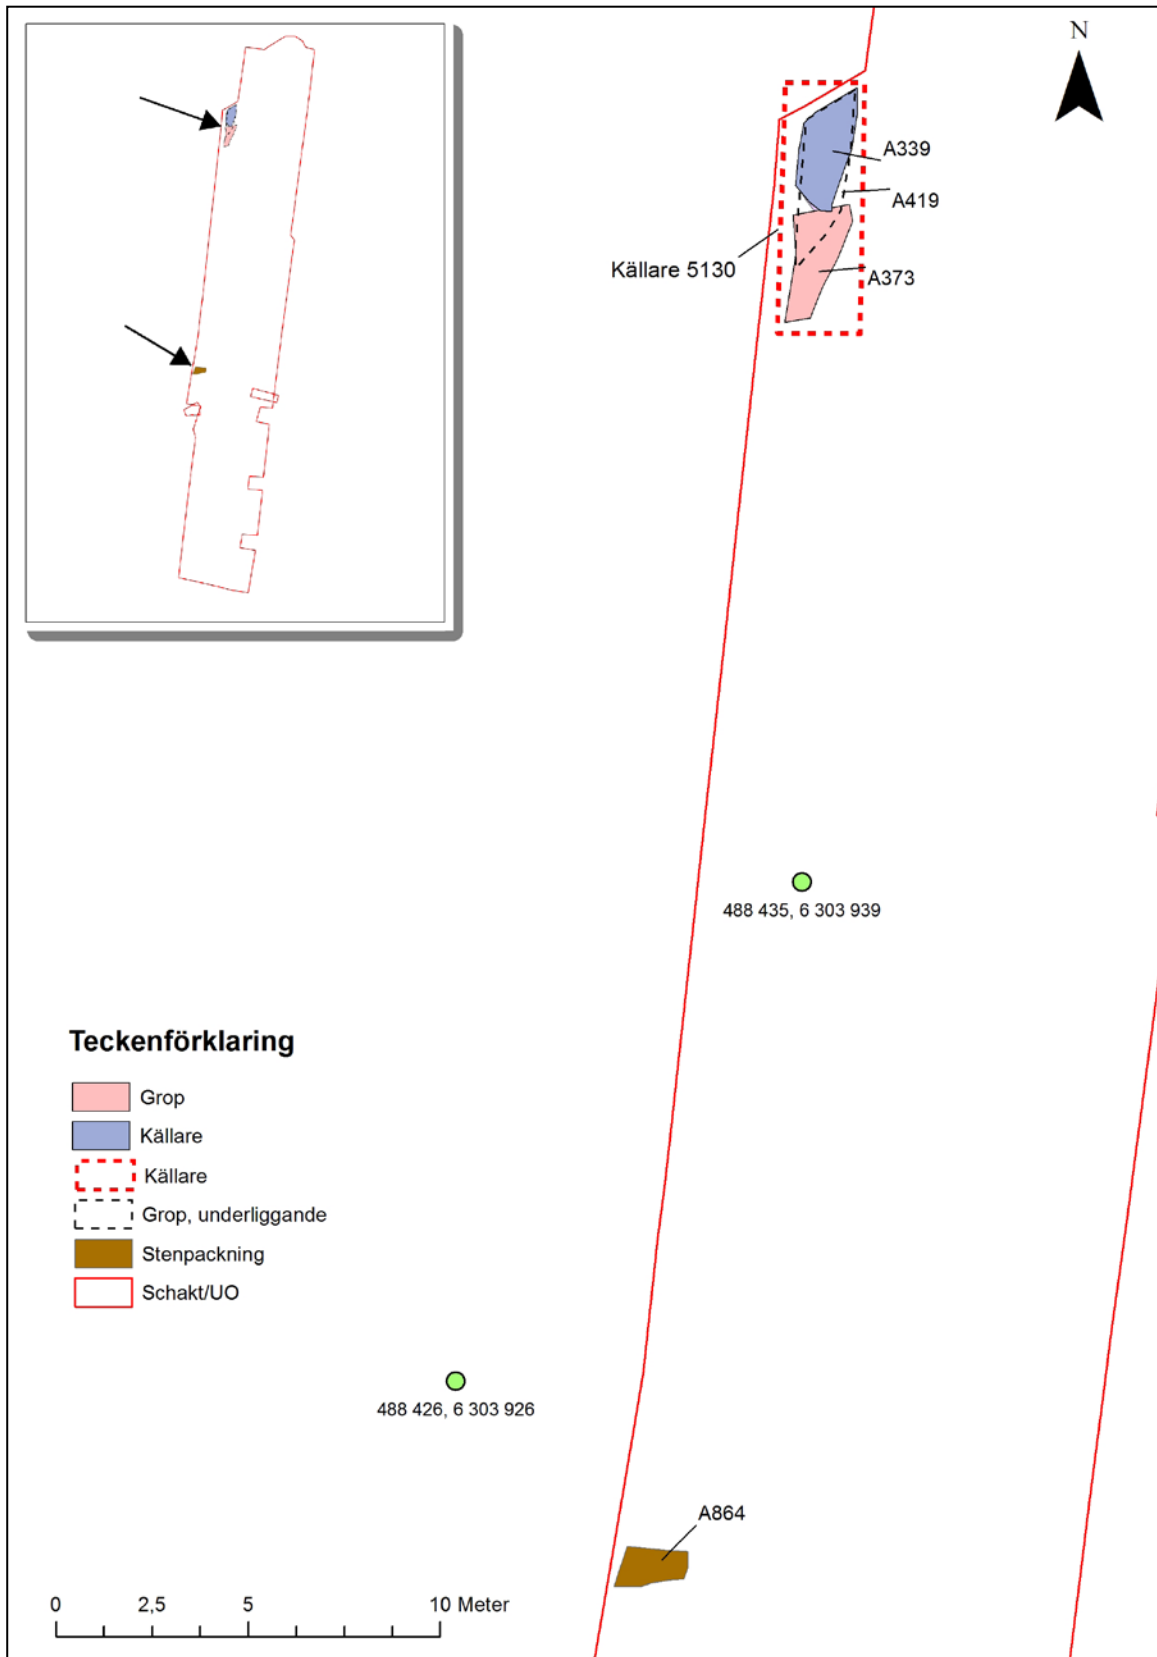 N
A339
A419
Källare 5130
A373
488 435, 6 303 939
Teckenförklaring
Grop
Källare
Källare
Grop, underliggande
Stenpackning
Schakt/UO
488 426, 6 303 926
A864
0 2,5 5 10 Meter